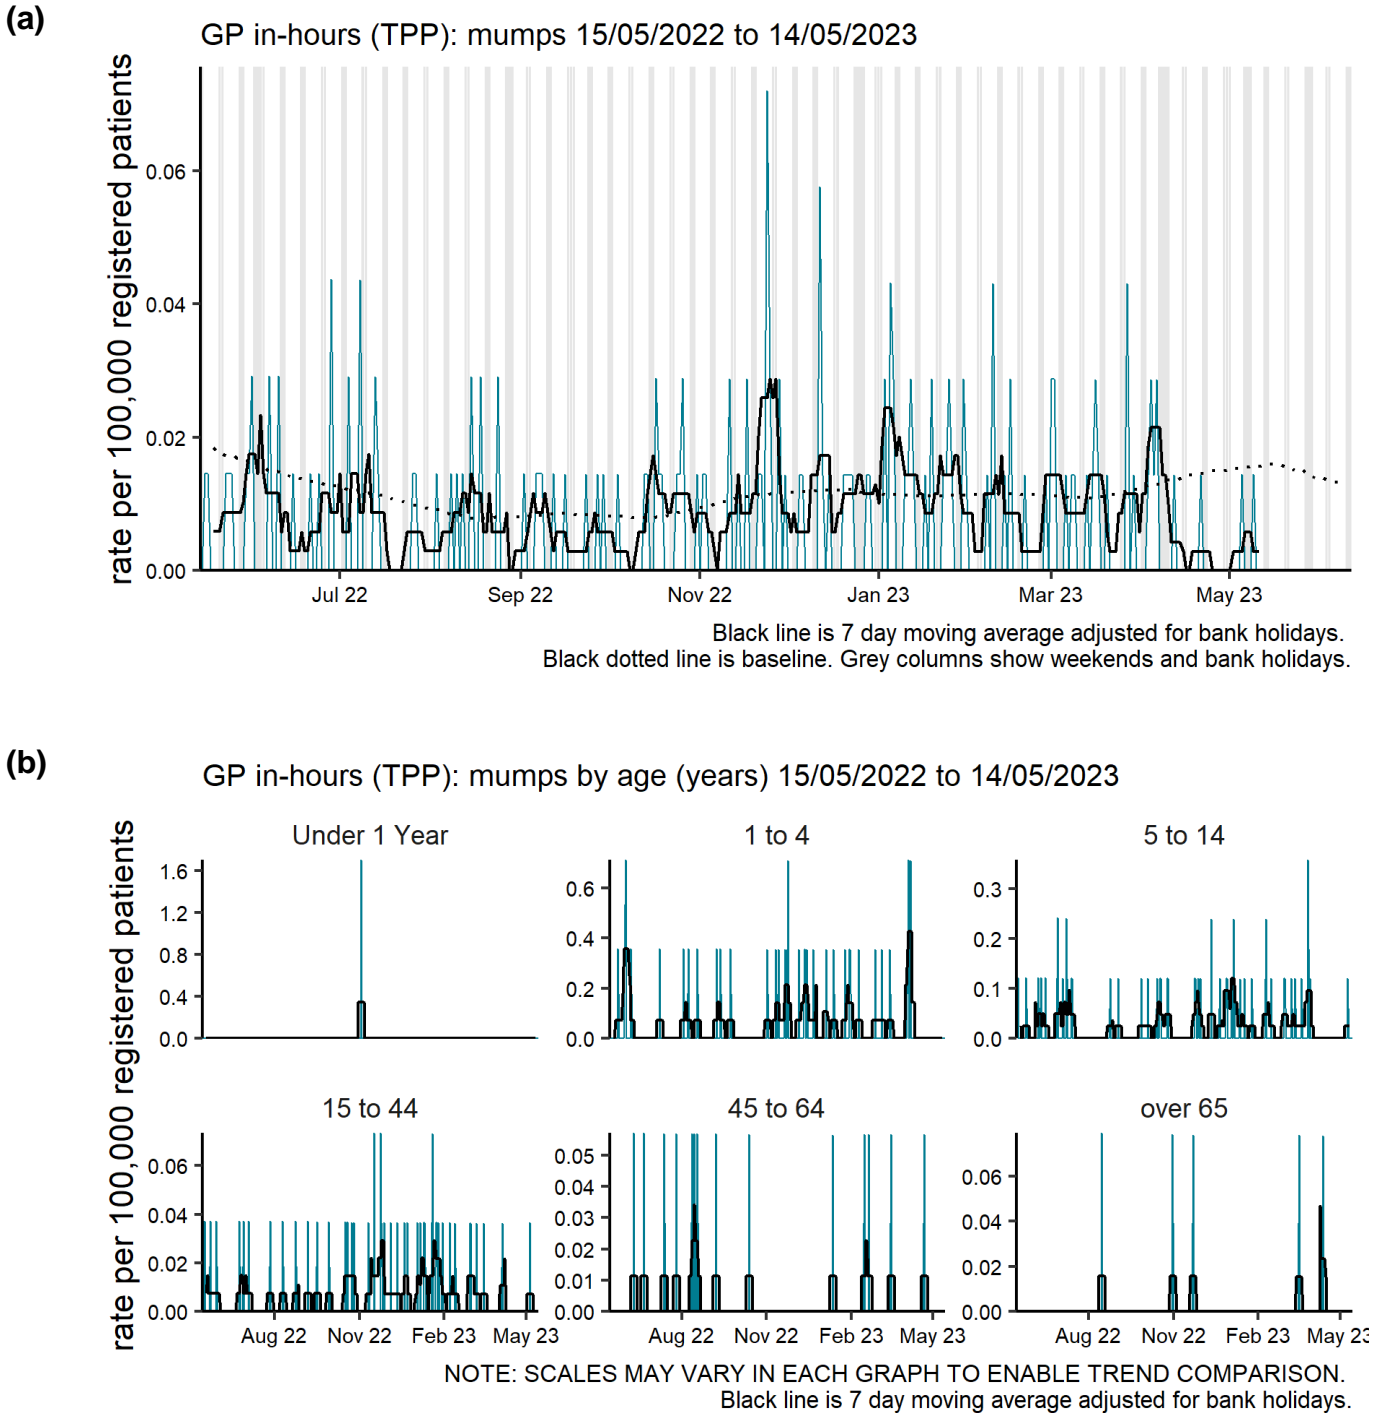 (a)
GP in-hours (TPP): mumps 15/05/2022 to 14/05/2023
rate per 100,000 registered patients
0.06
0.04
0.02
0.00
Jul 22 Sep 22 Nov 22 Jan 23 Mar 23 May 23
Black line is 7 day moving average adjusted for bank holidays.
Black dotted line is baseline. Grey columns show weekends and bank holidays.
(b)
GP in-hours (TPP): mumps by age (years) 15/05/2022 to 14/05/2023
rate per 100,000 registered patients
Under 1 Year
1.6
1.2
0.8
0.4
0.0
1 to 4
0.6
0.4
0.2
0.0
5 to 14
0.3
0.2
0.1
0.0
15 to 44
0.06
0.04
0.02
0.00
Aug 22 Nov 22 Feb 23 May 23
45 to 64
0.05
0.04
0.03
0.02
0.01
0.00
Aug 22 Nov 22 Feb 23 May 23
over 65
0.06
0.04
0.02
0.00
Aug 22 Nov 22 Feb 23 May 23
NOTE: SCALES MAY VARY IN EACH GRAPH TO ENABLE TREND COMPARISON.
Black line is 7 day moving average adjusted for bank holidays.